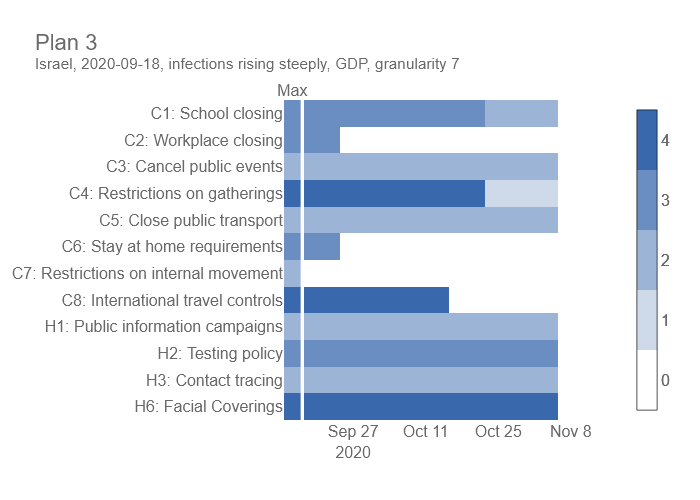 Plan 3
Israel, 2020-09-18, infections rising steeply, GDP, granularity 7
Max
C1: School closing
C2: Workplace closing
C3: Cancel public events
C4: Restrictions on gatherings
C5: Close public transport
C6: Stay at home requirements
C7: Restrictions on internal movement
C8: International travel controls
H1: Public information campaigns
H2: Testing policy
H3: Contact tracing
H6: Facial Coverings
Sep 27 Oct 11 Oct 25 Nov 8
2020
4
3
2
1
0